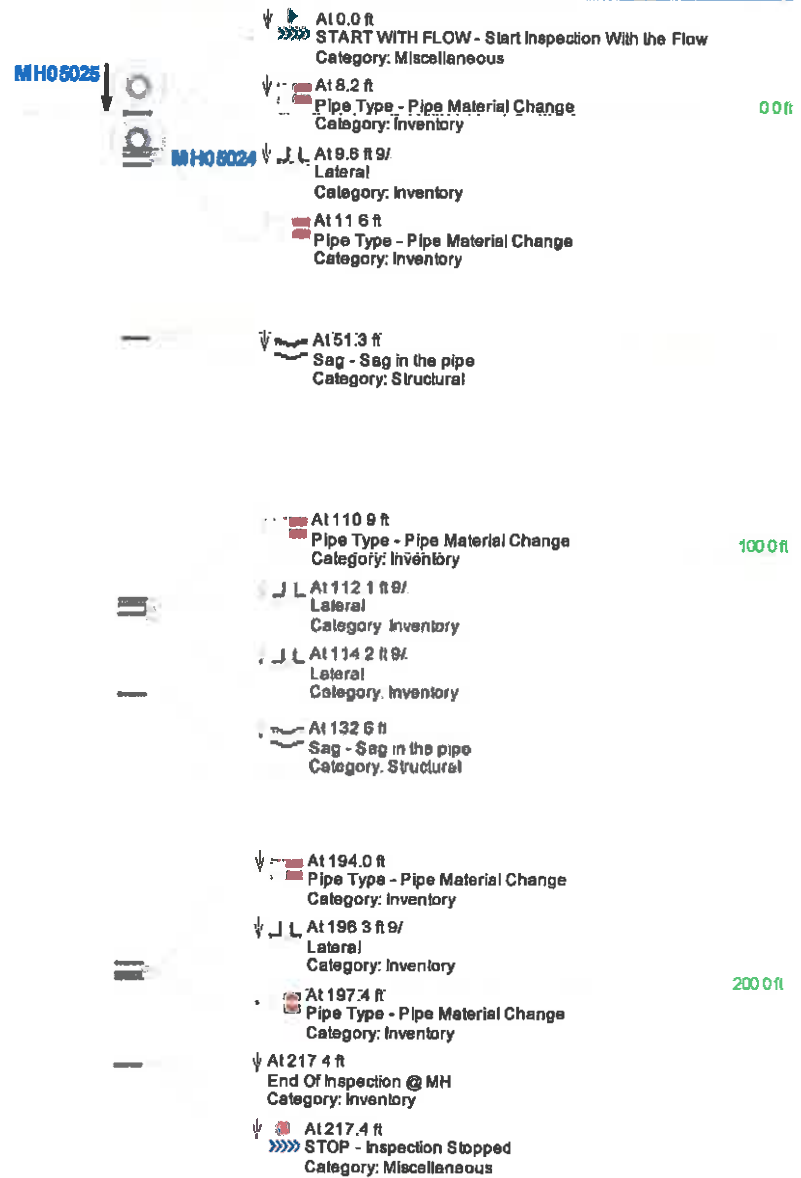 At 0.0 ft
START WITH FLOW - Start Inspection With the Flow
Category: Miscellaneous
MH05025
At 8.2 ft
Pipe Type - Pipe Material Change
Category: Inventory
0 0 ft
MH05024
At 9.6 ft 9/
Lateral
Category: Inventory
At 11 6 ft
Pipe Type - Pipe Material Change
Category: Inventory
At 51.3 ft
Sag - Sag in the pipe
Category: Structural
At 110 9 ft
Pipe Type - Pipe Material Change
Category: Inventory
100 0 ft
At 112 1 ft 9/
Lateral
Category Inventory
At 114 2 ft 9/
Lateral
Category. Inventory
At 132 6 ft
Sag - Sag in the pipe
Category. Structural
At 194.0 ft
Pipe Type - Pipe Material Change
Category: Inventory
At 196 3 ft 9/
Lateral
Category: Inventory
200 0 ft
At 197.4 ft
Pipe Type - Pipe Material Change
Category: Inventory
At 217 4 ft
End Of Inspection @ MH
Category: Inventory
At 217.4 ft
STOP - Inspection Stopped
Category: Miscellaneous